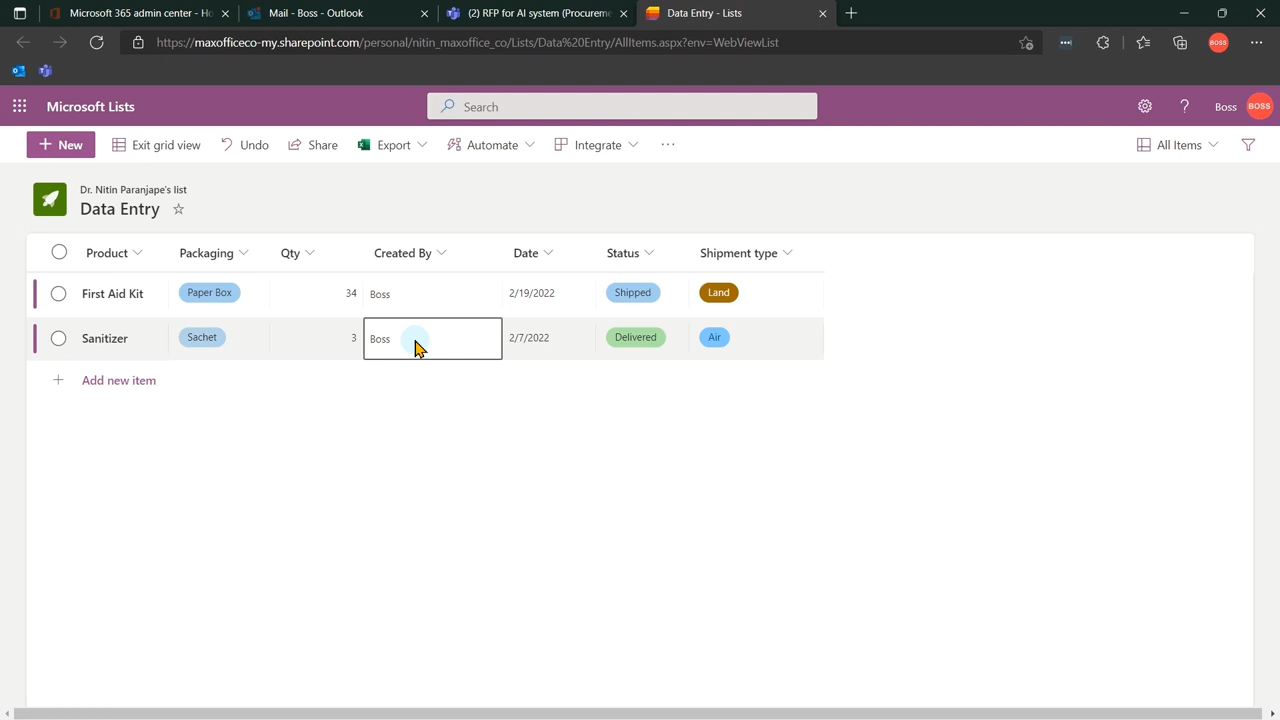 Microsoft 365 admin center - Ho
Mail - Boss - Outlook
(2) RFP for AI system (Procureme
Data Entry - Lists
https://maxofficeco-my.sharepoint.com/personal/nitin_maxoffice_co/Lists/Data%20Entry/AllItems.aspx?env=WebViewList
BOSS
Microsoft Lists
Search
?
Boss
BOSS
+ New
Exit grid view
Undo
Share
Export
Automate
Integrate
···
All Items
Dr. Nitin Paranjape's list
Data Entry
Product Packaging Qty Created By Date Status Shipment type
First Aid Kit Paper Box 34 Boss 2/19/2022 Shipped Land
Sanitizer Sachet 3 Boss 2/7/2022 Delivered Air
+ Add new item